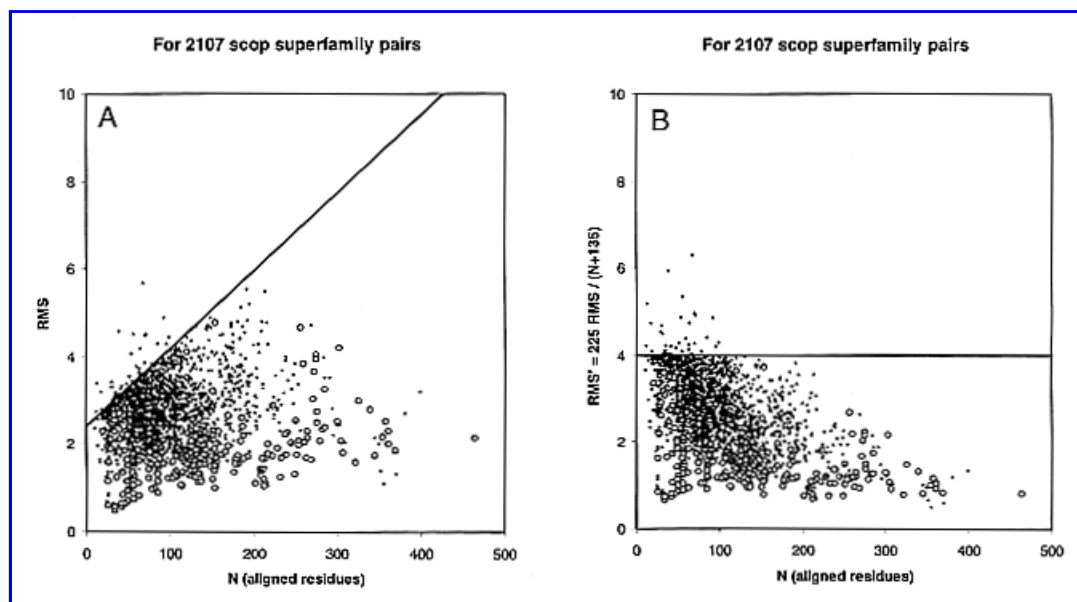 For 2107 scop superfamily pairs
A
RMS
10
8
6
4
2
0
0 100 200 300 400 500
N (aligned residues)
For 2107 scop superfamily pairs
B
RMS* = 225 RMS / (N+135)
10
8
6
4
2
0
0 100 200 300 400 500
N (aligned residues)